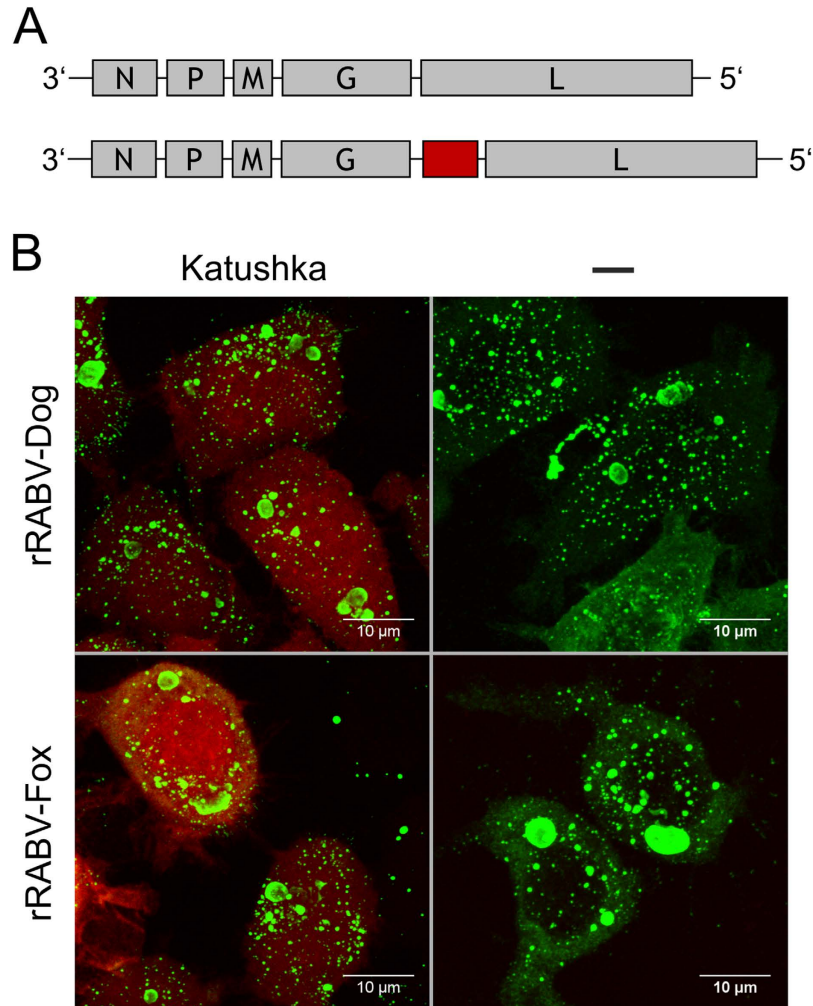 A
3‘ N P M G L 5‘
3‘ N P M G L 5‘
B
Katushka —
rRABV-Dog
10 µm
10 µm
rRABV-Fox
10 µm
10 µm